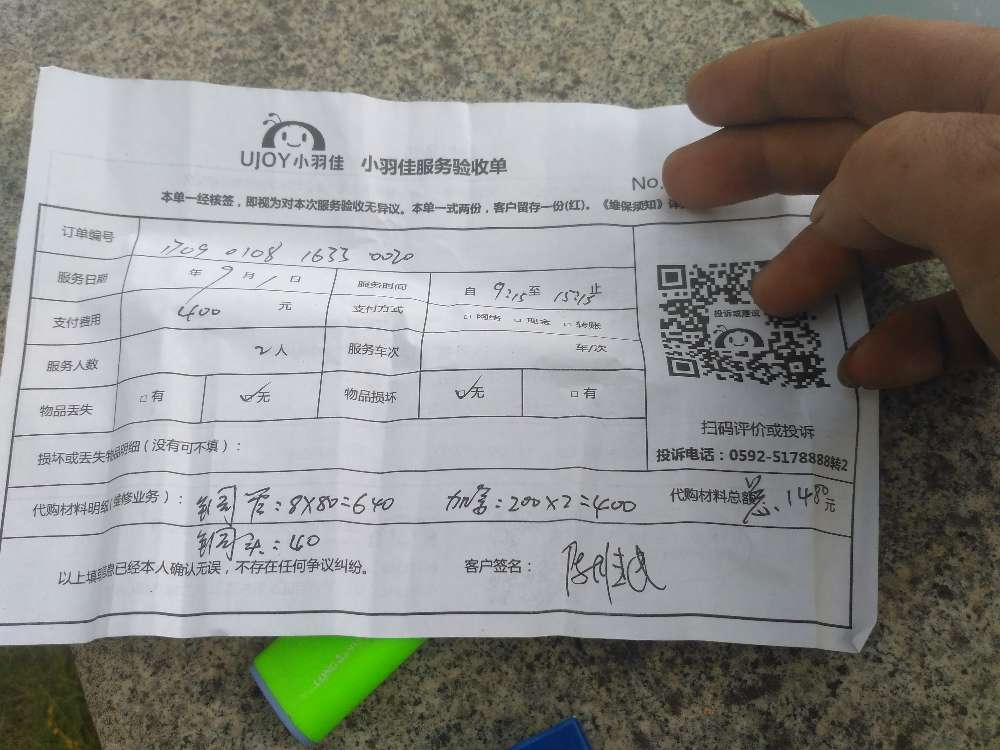 UJOY小羽佳 小羽佳服务验收单
No.
本单一经核签，即视为对本次服务验收无异议。本单一式两份，客户留存一份(红)。《维保须知》详
订单编号 1709 0108 1633 0020
服务日期 年 9 月 1 日 服务时间 自 9:15 至 15:15 止
支付费用 400 元 支付方式 □网络 □现金 □转账
服务人数 2人 服务车次 车/次
物品丢失 □有 ☑无 物品损坏 ☑无 □有
投诉或建议
扫码评价或投诉
投诉电话：0592-5178888转2
损坏或丢失物品明细（没有可不填）：
代购材料明细(维修业务)： 铜管：8X80=640 加氟：200X2=400 代购材料总额 总：1480元
铜头：40
以上填写信息已经本人确认无误，不存在任何争议纠纷。 客户签名：